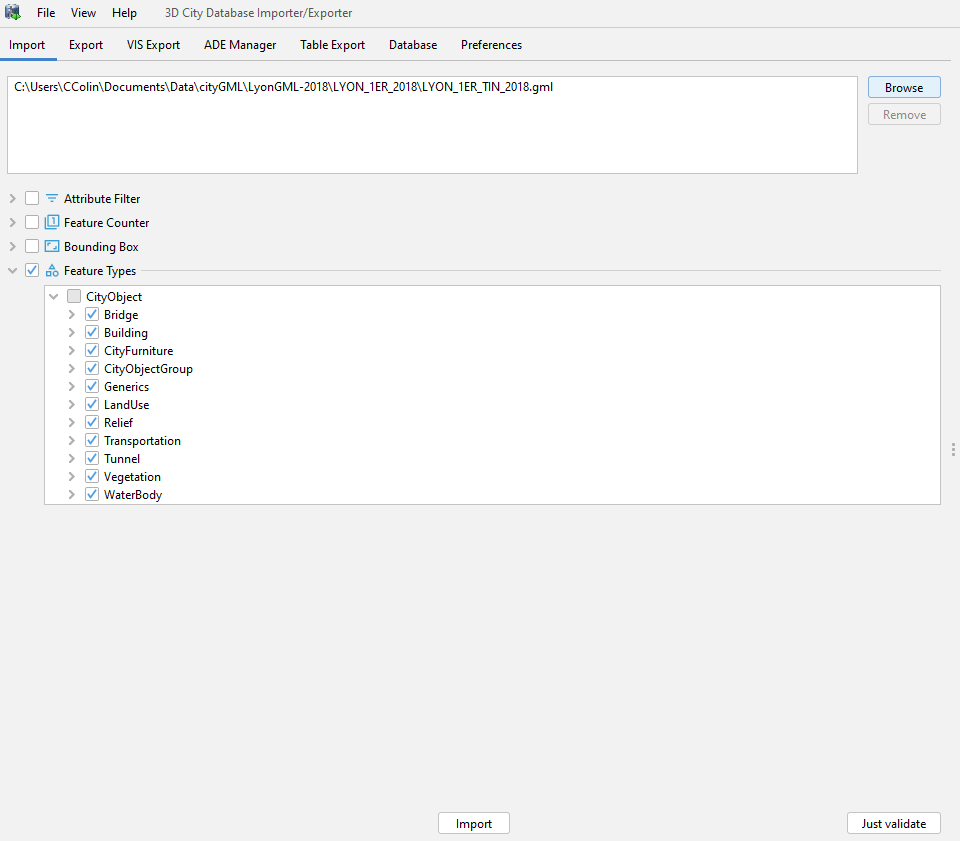 File View Help 3D City Database Importer/Exporter
Import Export VIS Export ADE Manager Table Export Database Preferences
C:\Users\CColin\Documents\Data\cityGML\LyonGML-2018\LYON_1ER_2018\LYON_1ER_TIN_2018.gml
Browse
Remove
Attribute Filter
1 Feature Counter
Bounding Box
Feature Types
CityObject
Bridge
Building
CityFurniture
CityObjectGroup
Generics
LandUse
Relief
Transportation
Tunnel
Vegetation
WaterBody
Import Just validate